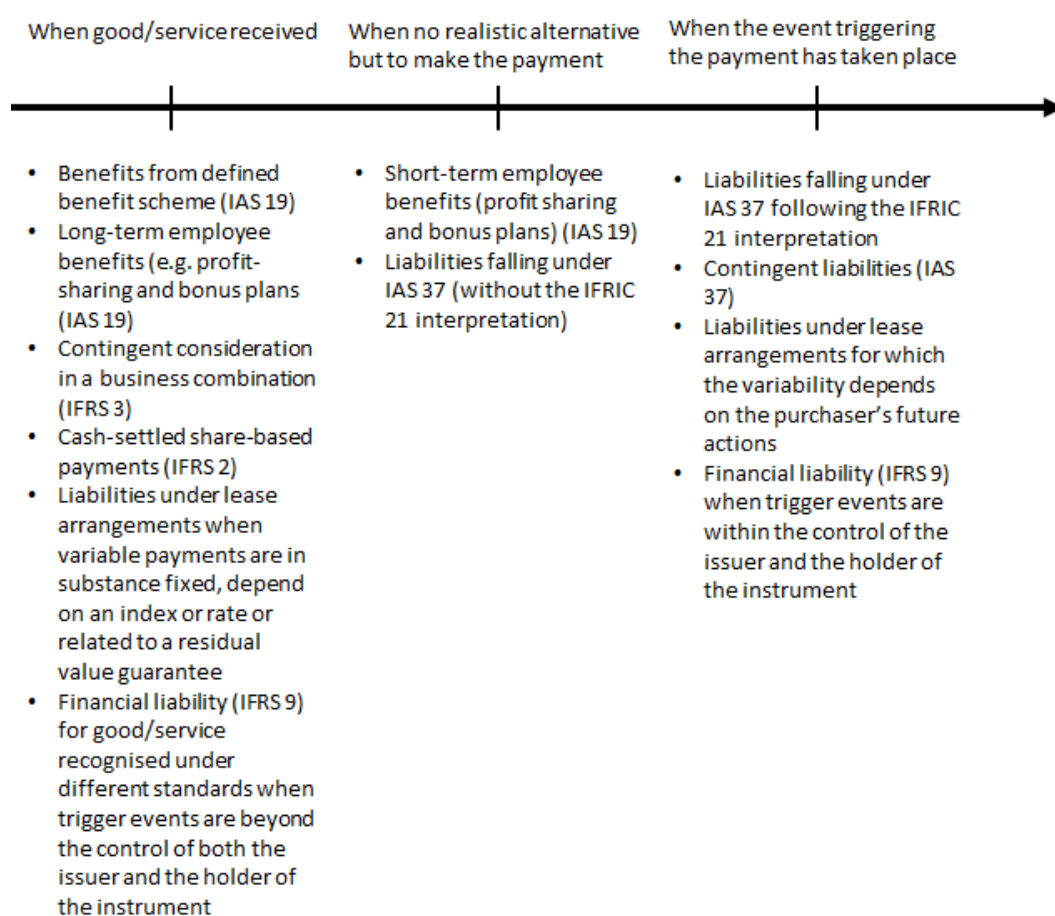 When good/service received
When no realistic alternative
but to make the payment
When the event triggering
the payment has taken place
• Benefits from defined
benefit scheme (IAS 19)
• Long-term employee
benefits (e.g. profit-
sharing and bonus plans
(IAS 19)
• Contingent consideration
in a business combination
(IFRS 3)
• Cash-settled share-based
payments (IFRS 2)
• Liabilities under lease
arrangements when
variable payments are in
substance fixed, depend
on an index or rate or
related to a residual
value guarantee
• Financial liability (IFRS 9)
for good/service
recognised under
different standards when
trigger events are beyond
the control of both the
issuer and the holder of
the instrument
• Short-term employee
benefits (profit sharing
and bonus plans) (IAS 19)
• Liabilities falling under
IAS 37 (without the IFRIC
21 interpretation)
• Liabilities falling under
IAS 37 following the IFRIC
21 interpretation
• Contingent liabilities (IAS
37)
• Liabilities under lease
arrangements for which
the variability depends
on the purchaser's future
actions
• Financial liability (IFRS 9)
when trigger events are
within the control of the
issuer and the holder of
the instrument